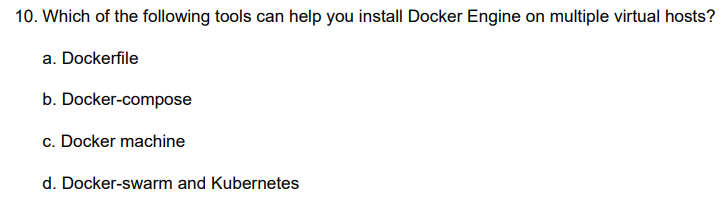 10. Which of the following tools can help you install Docker Engine on multiple virtual hosts?
a. Dockerfile
b. Docker-compose
c. Docker machine
d. Docker-swarm and Kubernetes